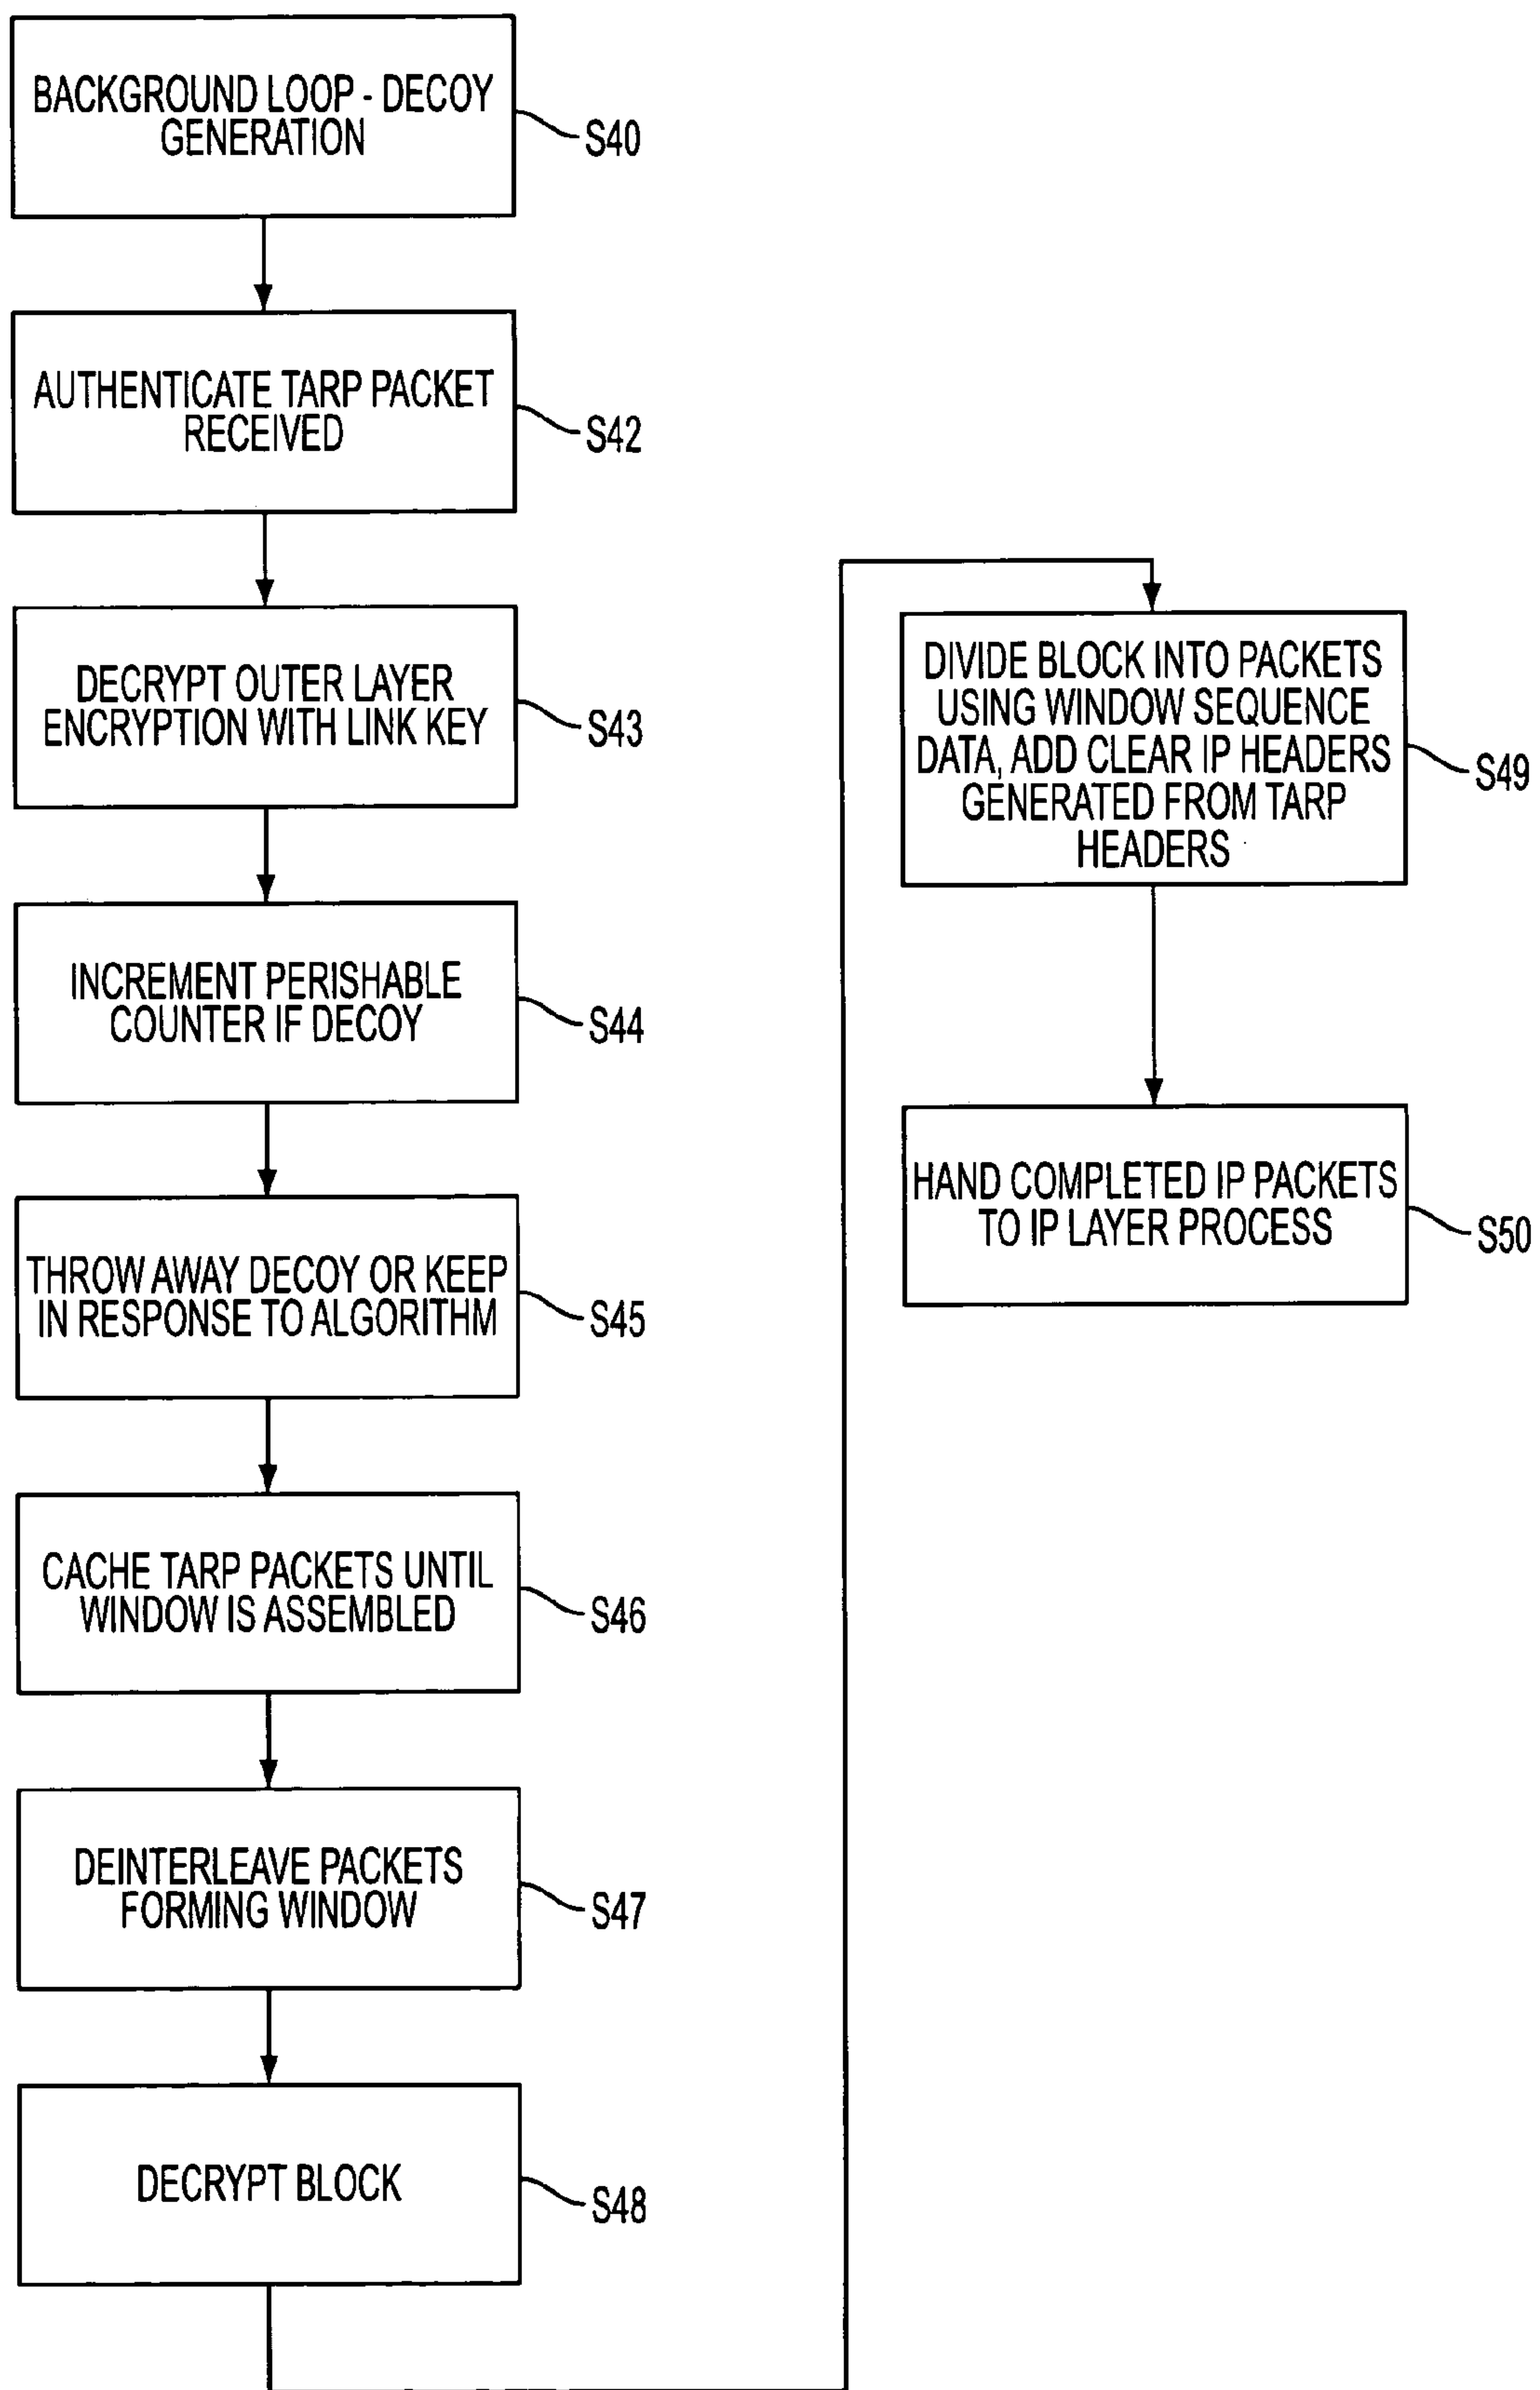 BACKGROUND LOOP - DECOY
GENERATION
S40
AUTHENTICATE TARP PACKET
RECEIVED
S42
DECRYPT OUTER LAYER
ENCRYPTION WITH LINK KEY
S43
INCREMENT PERISHABLE
COUNTER IF DECOY
S44
THROW AWAY DECOY OR KEEP
IN RESPONSE TO ALGORITHM
S45
CACHE TARP PACKETS UNTIL
WINDOW IS ASSEMBLED
S46
DEINTERLEAVE PACKETS
FORMING WINDOW
S47
DECRYPT BLOCK
S48
DIVIDE BLOCK INTO PACKETS
USING WINDOW SEQUENCE
DATA, ADD CLEAR IP HEADERS
GENERATED FROM TARP
HEADERS
S49
HAND COMPLETED IP PACKETS
TO IP LAYER PROCESS
S50